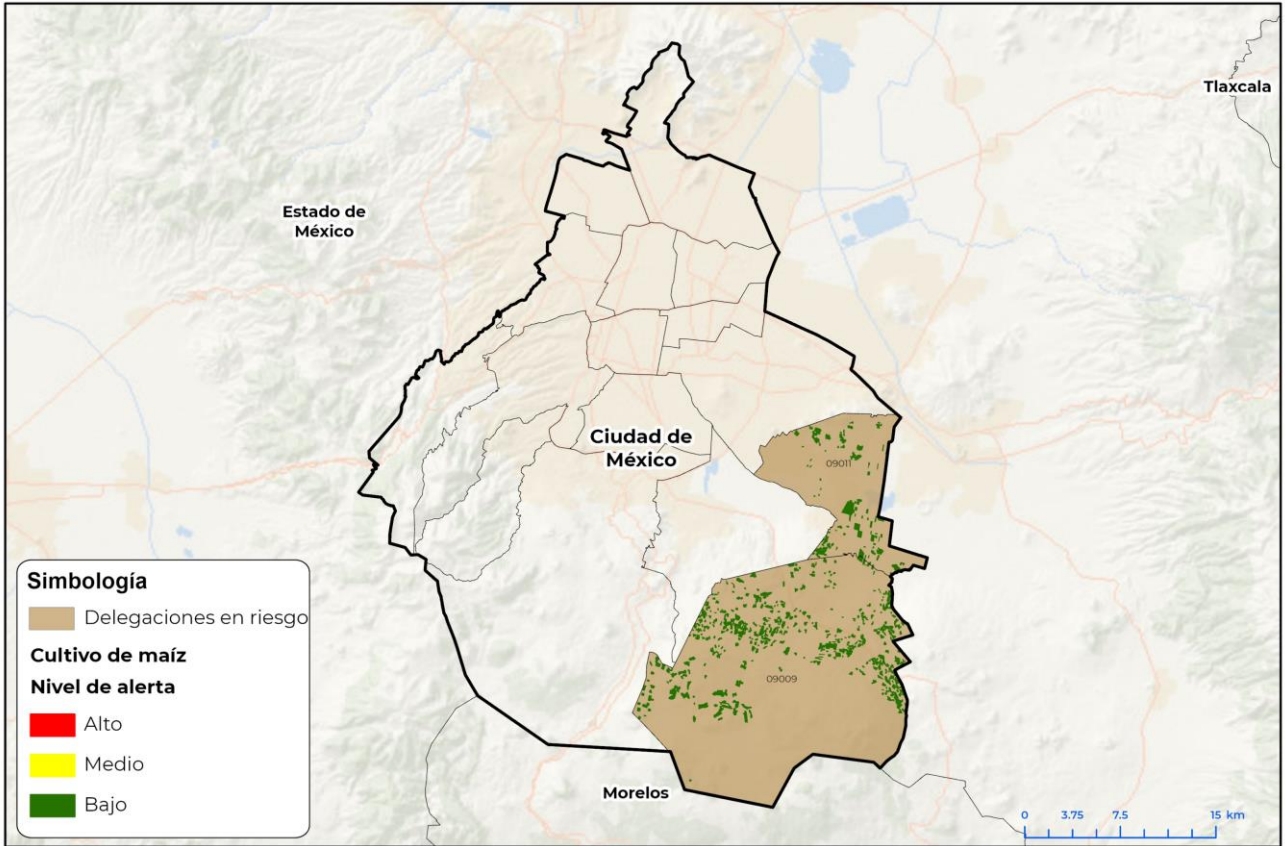 Tlaxcala
Estado de
México
Ciudad de
México
09011
09009
Morelos
Simbología
Delegaciones en riesgo
Cultivo de maíz
Nivel de alerta
Alto
Medio
Bajo
0 3.75 7.5 15 km